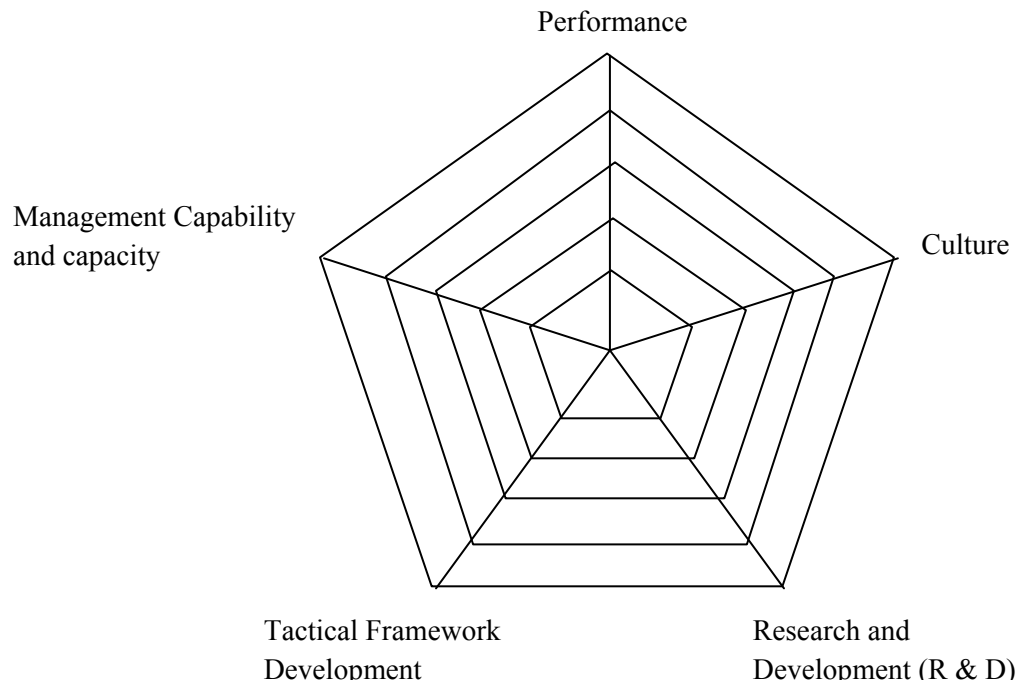 Performance
Management Capability
and capacity
Culture
Tactical Framework
Development
Research and
Development (R & D)